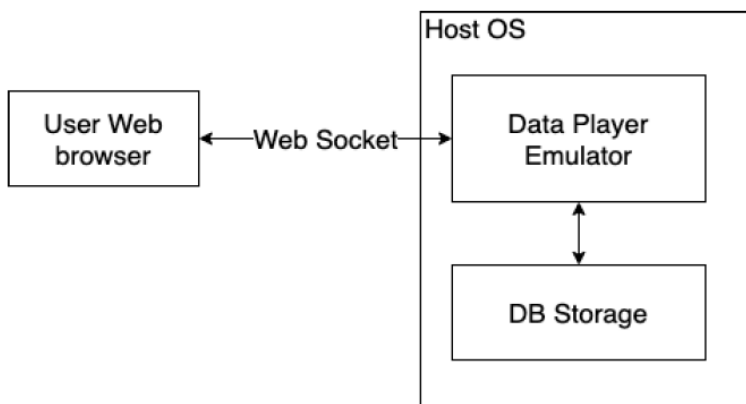 Host OS
User Web
browser
Web Socket
Data Player
Emulator
DB Storage